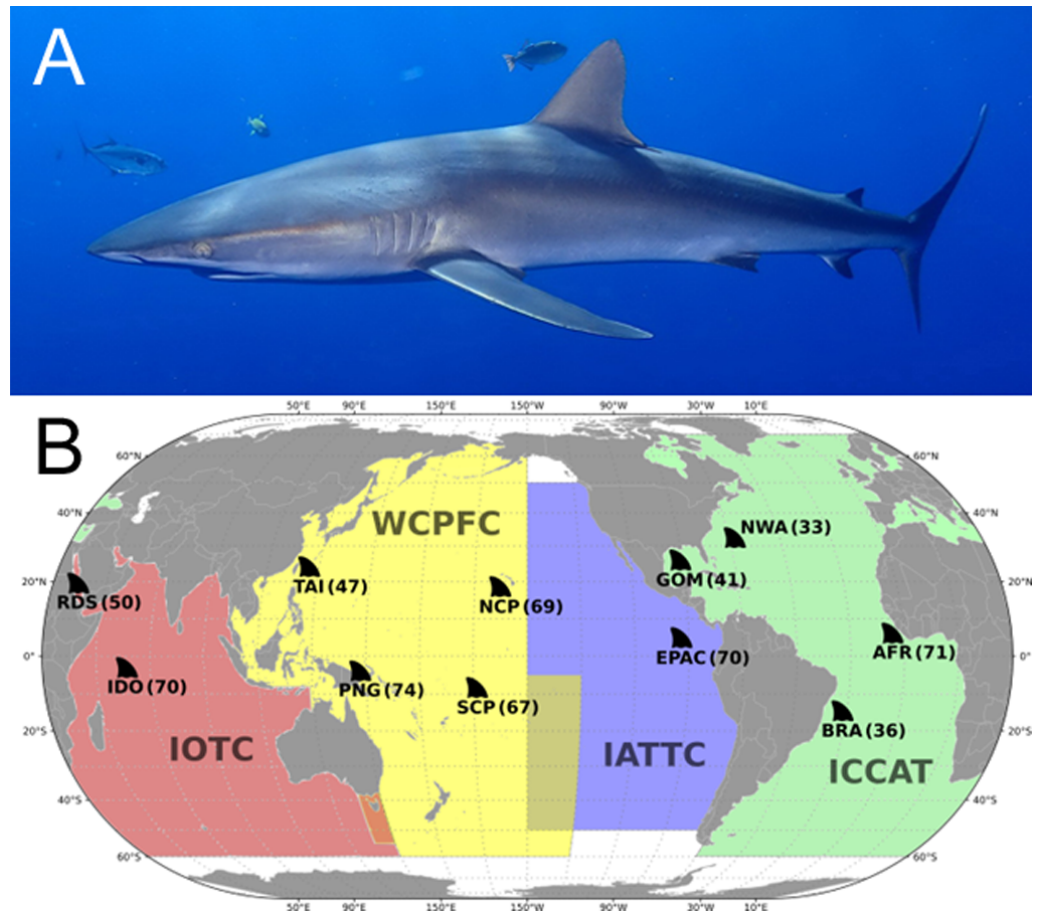 A
B
50°E 90°E 150°E 150°W 90°W 30°W 10°E
60°N 60°N
40°N 40°N
WCPFC
NWA (33)
20°N 20°N
TAI (47) GOM (41)
RDS (50) NCP (69)
0° EPAC (70) AFR (71) 0°
IDO (70) PNG (74)
SCP (67)
20°S BRA (36) 20°S
IOTC IATTC ICCAT
40°S 40°S
60°S 60°S
50°E 90°E 150°E 150°W 90°W 30°W 10°E